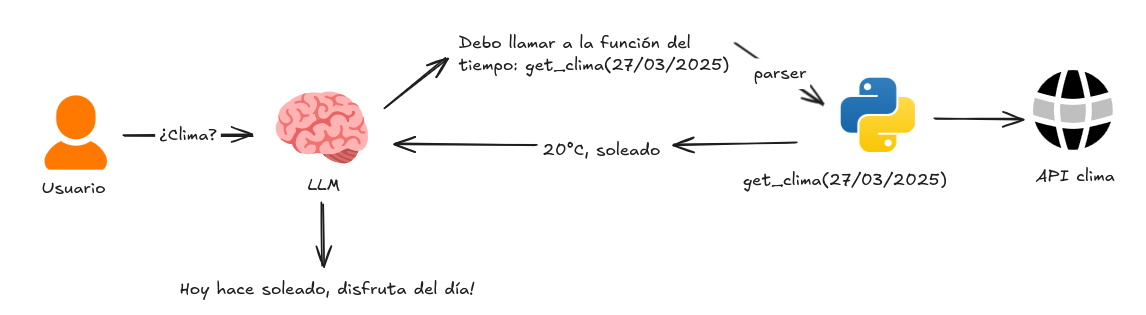 Debo llamar a la función del
tiempo: get_clima(27/03/2025)
parser
¿Clima?
20°C, soleado
Usuario
LLM
get_clima(27/03/2025)
API clima
Hoy hace soleado, disfruta del día!